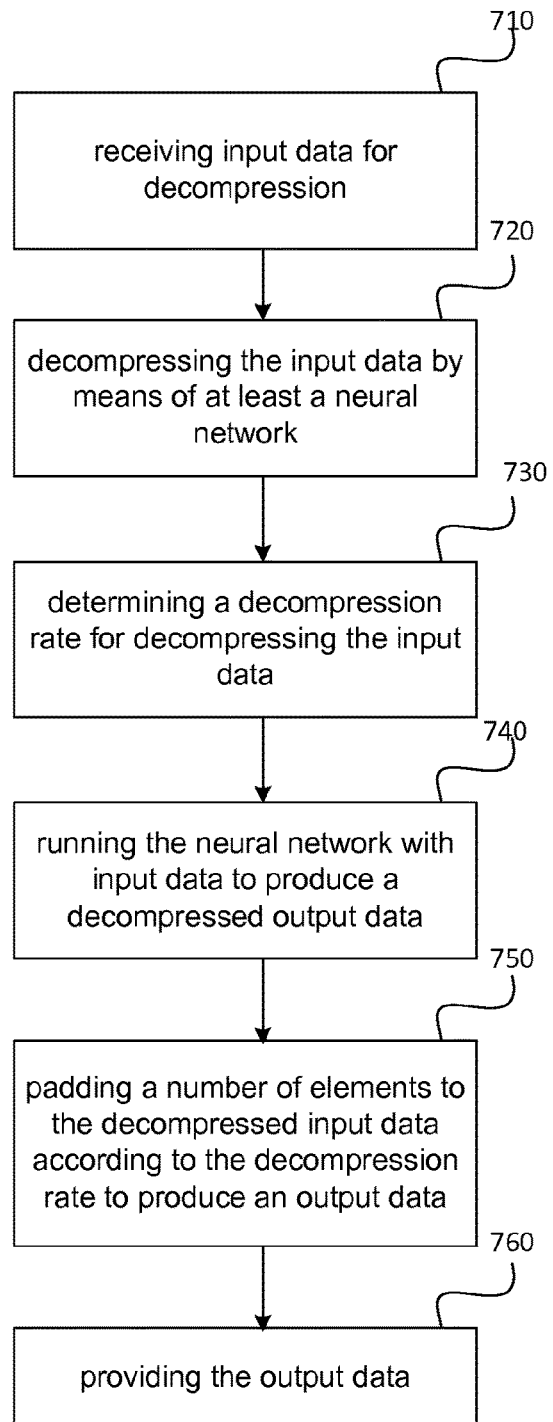 710
receiving input data for
decompression
720
decompressing the input data by
means of at least a neural
network
730
determining a decompression
rate for decompressing the input
data
740
running the neural network with
input data to produce a
decompressed output data
750
padding a number of elements to
the decompressed input data
according to the decompression
rate to produce an output data
760
providing the output data